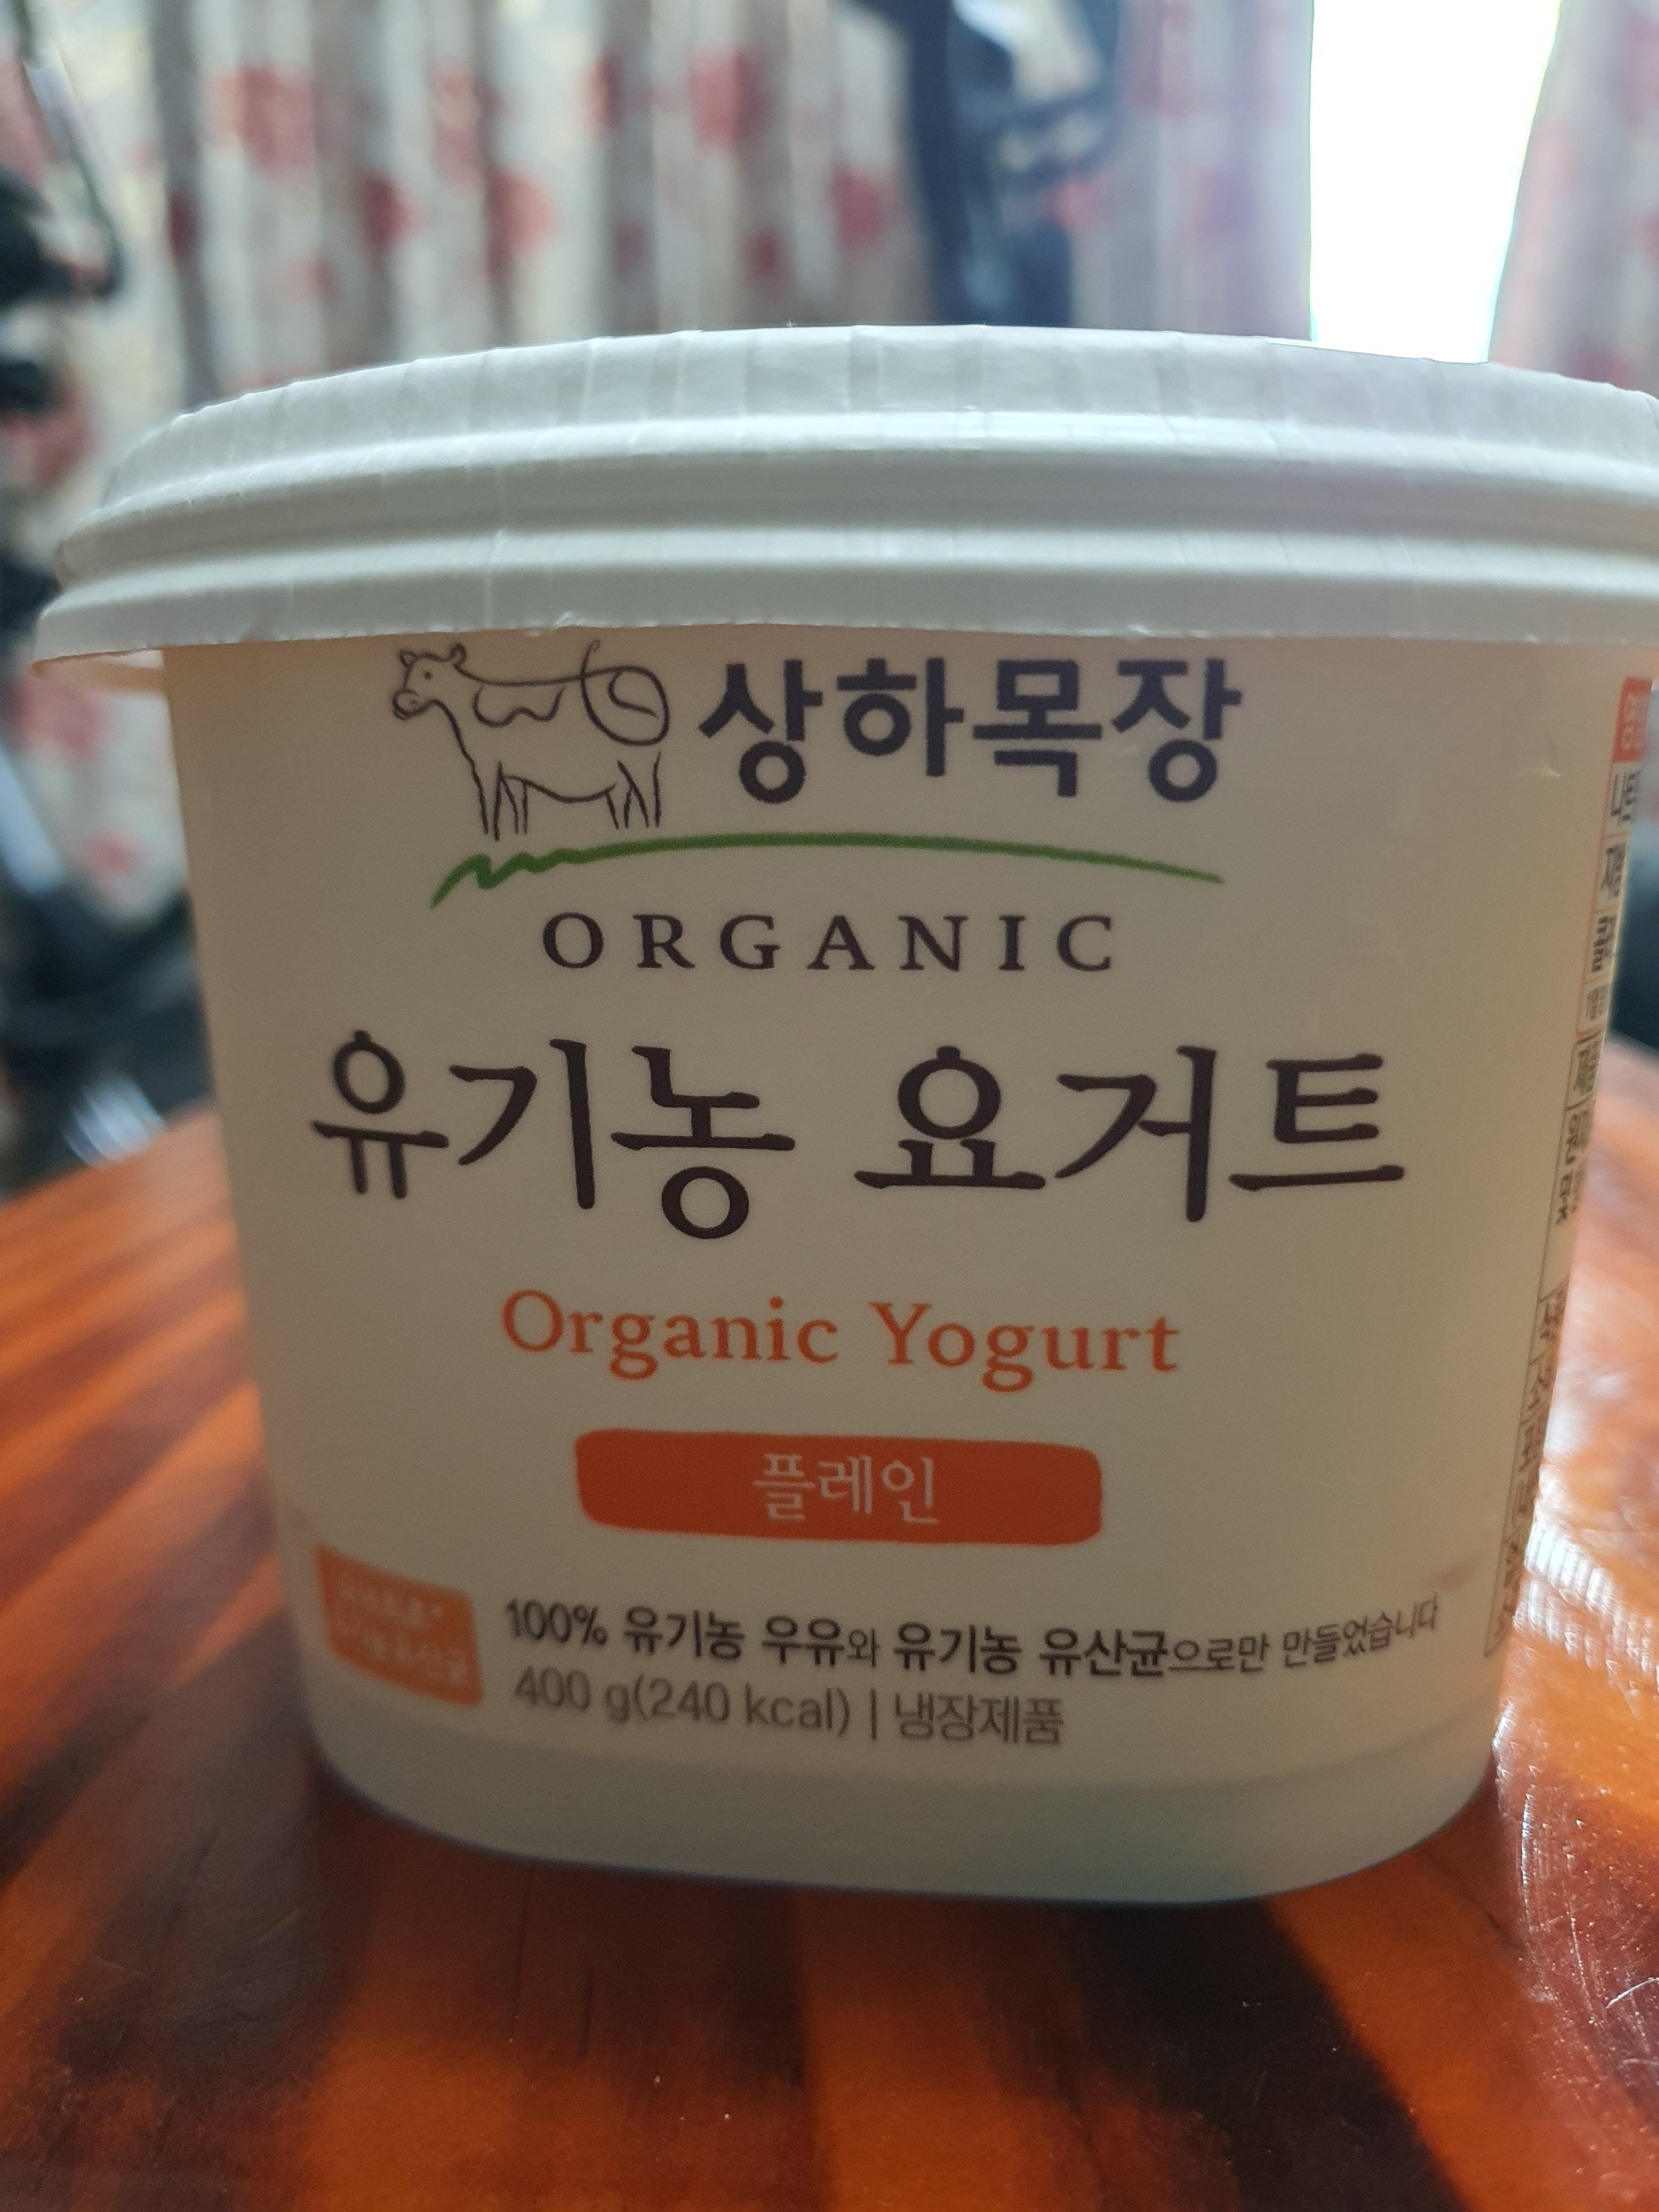 상하목장
ORGANIC
유기농 요거트
Organic Yogurt
플레인
100% 유기농 우유와 유기농 유산균으로만 만들었습니다
400 g(240 kcal) | 냉장제품